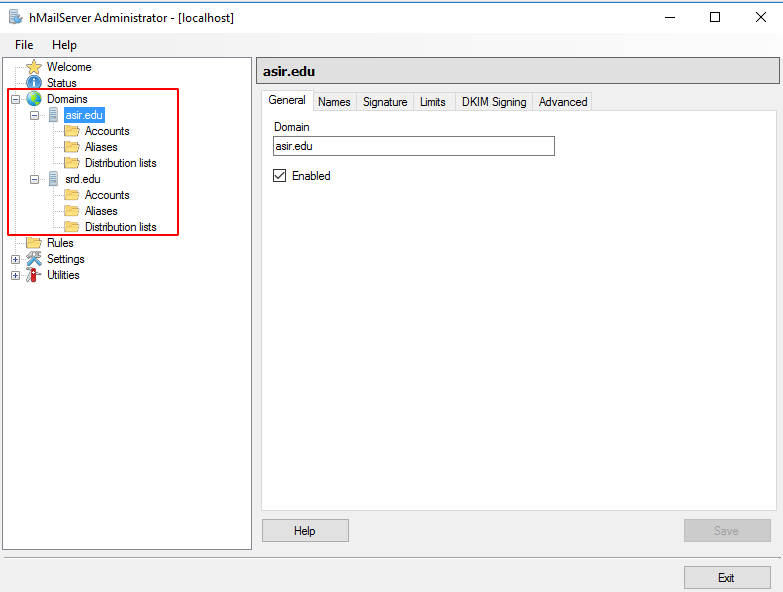 hMailServer Administrator - [localhost]
File Help
Welcome
Status
Domains
asir.edu
Accounts
Aliases
Distribution lists
srd.edu
Accounts
Aliases
Distribution lists
Rules
Settings
Utilities
asir.edu
General Names Signature Limits DKIM Signing Advanced
Domain
asir.edu
Enabled
Help Save
Exit